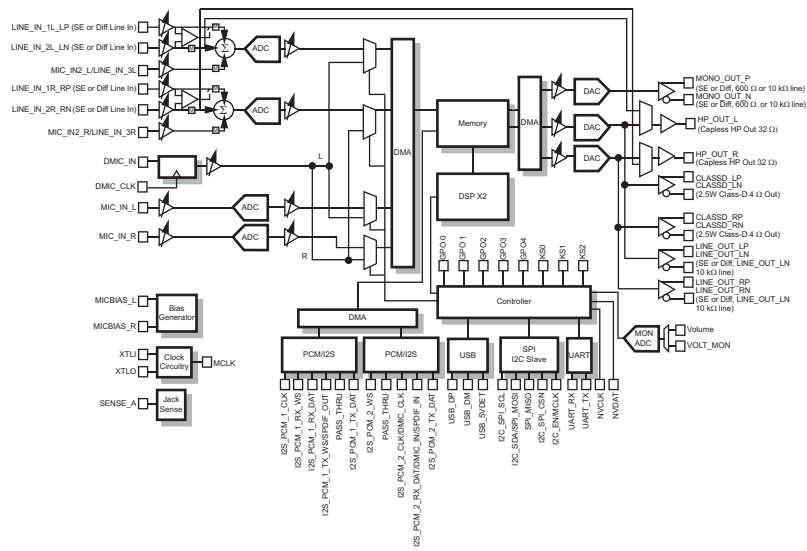 LINE_IN_1L_LP (SE or Diff Line In)
LINE_IN_2L_LN (SE or Diff Line In)
MIC_IN2_L/LINE_IN_3L
LINE_IN_1R_RP (SE or Diff Line In)
LINE_IN_2R_RN (SE or Diff Line In)
MIC_IN2_R/LINE_IN_3R
M
M
M
M
M
M
Σ
Σ
ADC
ADC
DMIC_IN
DMIC_CLK
MIC_IN_L
MIC_IN_R
ADC
ADC
L
R
DMA
Memory
DSP X2
DMA
DAC
DAC
DAC
MONO_OUT_P
(SE or Diff, 600 Ω or 10 kΩ line)
MONO_OUT_N
(SE or Diff, 600 Ω or 10 kΩ line)
HP_OUT_L
(Capless HP Out 32 Ω)
HP_OUT_R
(Capless HP Out 32 Ω)
CLASSD_LP
CLASSD_LN
(2.5W Class-D 4 Ω Out)
CLASSD_RP
CLASSD_RN
(2.5W Class-D 4 Ω Out)
LINE_OUT_LP
LINE_OUT_LN
(SE or Diff, LINE_OUT_LN
10 kΩ line)
LINE_OUT_RP
LINE_OUT_RN
(SE or Diff, LINE_OUT_LN
10 kΩ line)
GPO 0
GPO 1
GPO2
GPO3
GPO4
KS0
KS1
KS2
Controller
MICBIAS_L
MICBIAS_R
Bias
Generator
XTLI
XTLO
Clock
Circuitry
MCLK
SENSE_A
Jack
Sense
DMA
PCM/I2S
PCM/I2S
USB
SPI
I2C Slave
UART
MON
ADC
Volume
VOLT_MON
I2S_PCM_1_CLK
I2S_PCM_1_RX_WS
I2S_PCM_1_RX_DAT
I2S_PCM_1_TX_WS/SPDIF_OUT
PASS_THRU
I2S_PCM_1_TX_DAT
I2S_PCM_2_WS
PASS_THRU
I2S_PCM_2_CLK/DMIC_CLK
I2S_PCM_2_RX_DAT/DMIC_IN/SPDIF_IN
I2S_PCM_2_TX_DAT
USB_DP
USB_DM
USB_5VDET
I2C_SPI_SCL
I2C_SDA/SPI_MOSI
SPI_MISO
I2C_SPI_CSN
I2C_EN/MCLK
UART_RX
UART_TX
NVCLK
NVDAT